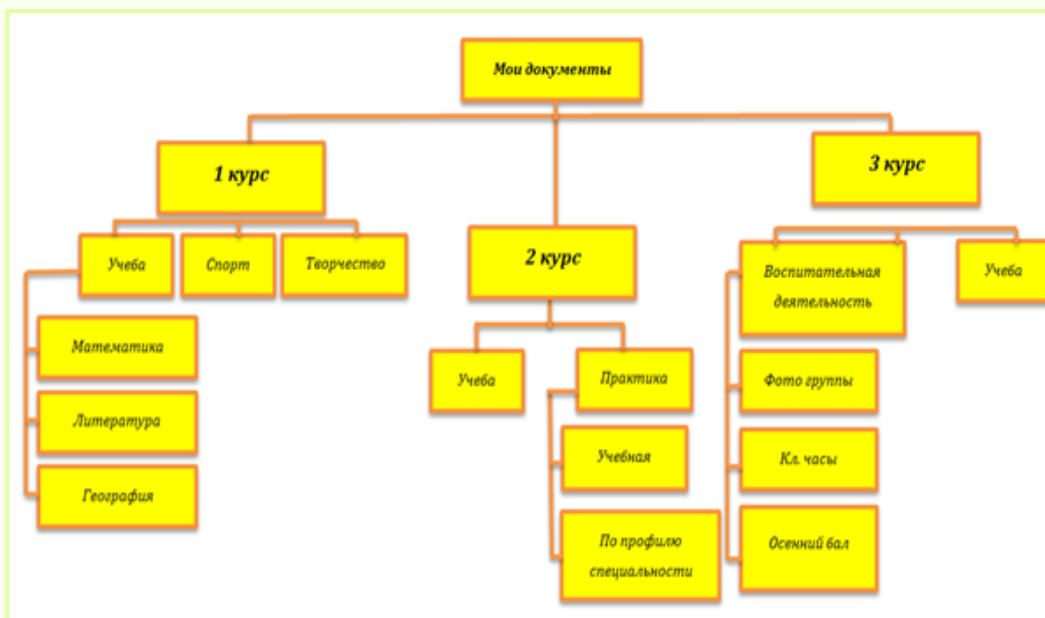 Мои документы
1 курс
3 курс
2 курс
Учеба
Спорт
Творчество
Математика
Литература
География
Учеба
Практика
Учебная
По профилю
специальности
Воспитательная
деятельность
Учеба
Фото группы
Кл. часы
Осенний бал